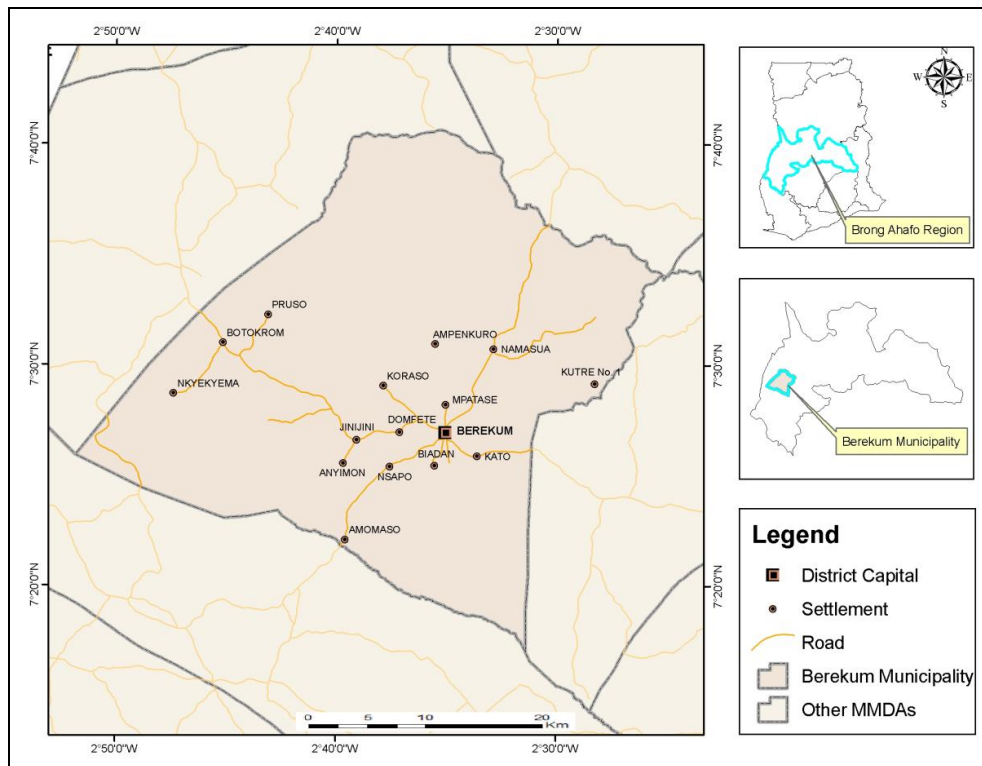 2°50'0"W
2°40'0"W
2°30'0"W
7°40'0"N
7°40'0"N
7°30'0"N
7°30'0"N
7°20'0"N
7°20'0"N
PRUSO
BOTOKROM
AMPENKURO
NAMASUA
NKYEKYEMA
KORASO
KUTRE No. 1
MPATASE
JINIJINI
DOMFETE
BEREKUM
BIADAN
KATO
ANYIMON
NSAPO
AMOMASO
0 5 10 20
Km
2°50'0"W
2°40'0"W
2°30'0"W
N
W E
S
Brong Ahafo Region
Berekum Municipality
Legend
District Capital
Settlement
Road
Berekum Municipality
Other MMDAs